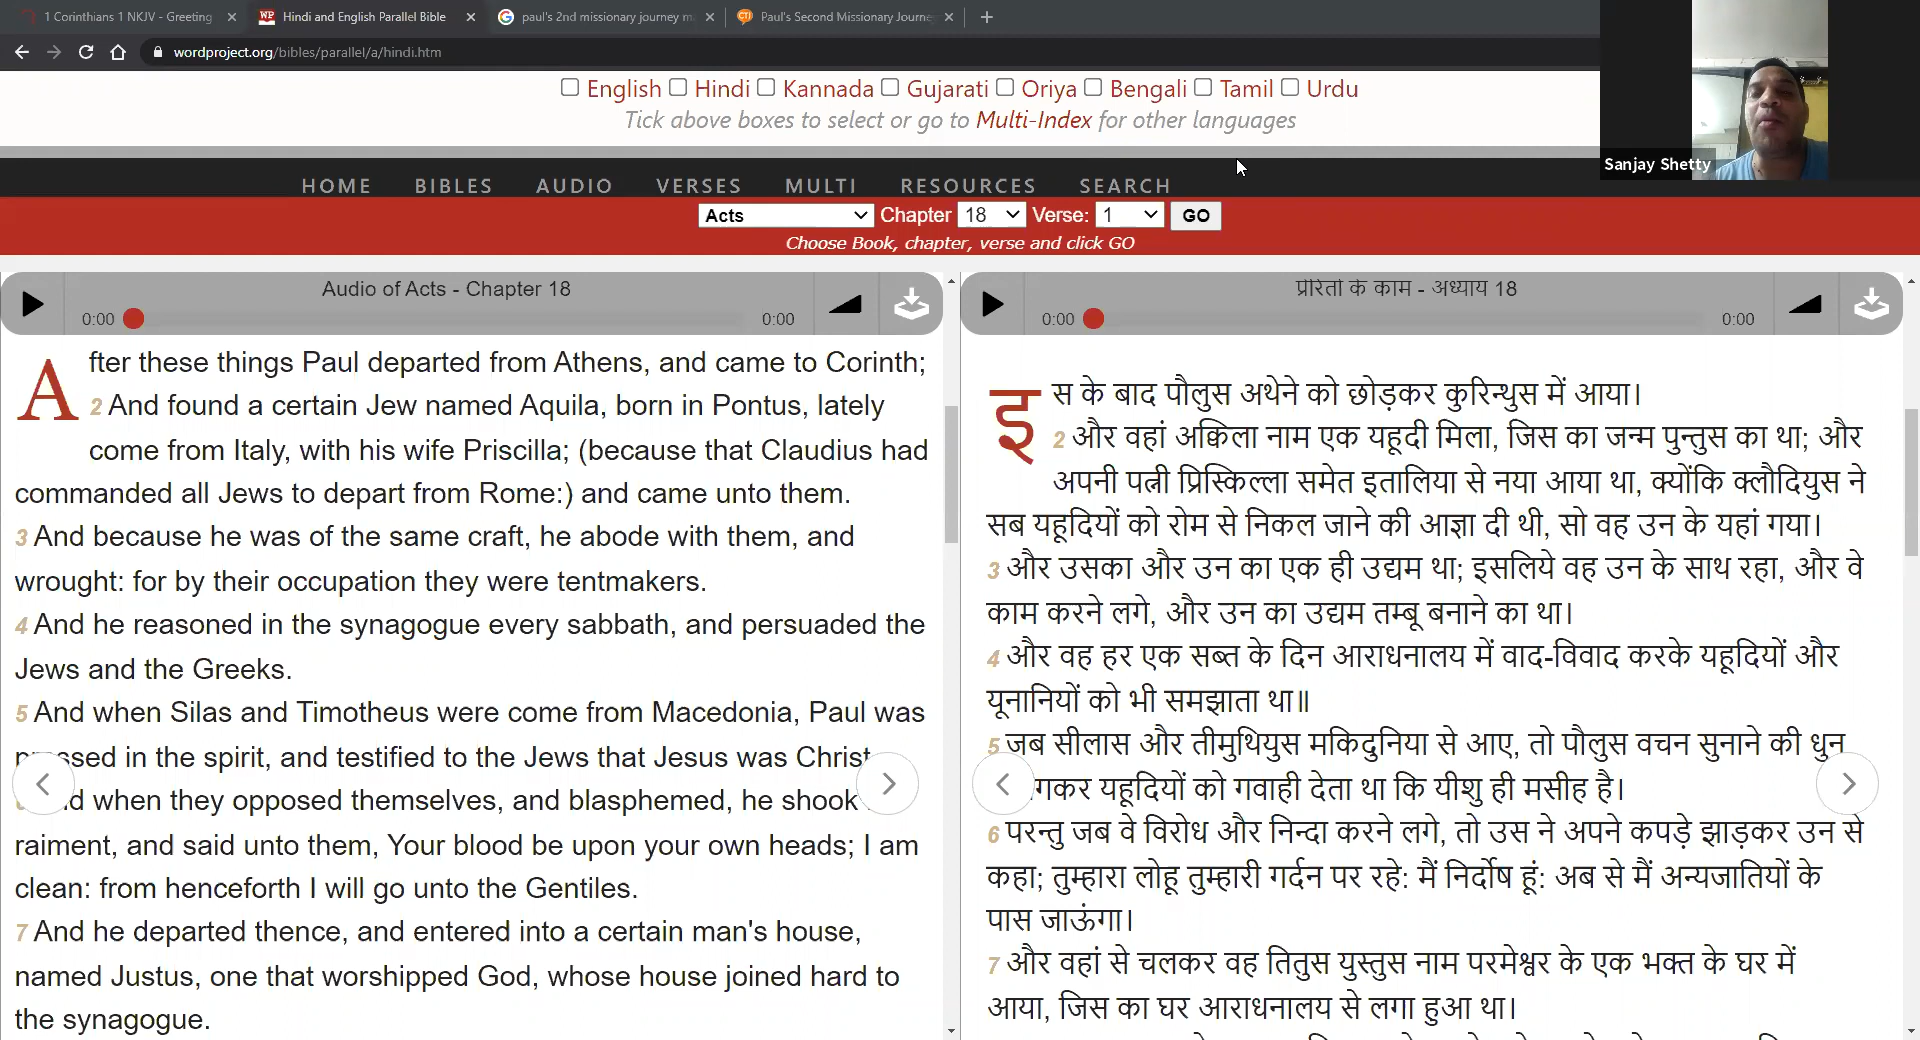 1 Corinthians 1 NKJV - Greeting
Hindi and English Parallel Bible
paul's 2nd missionary journey m
Paul's Second Missionary Journe
wordproject.org/bibles/parallel/a/hindi.htm
English Hindi Kannada Gujarati Oriya Bengali Tamil Urdu
Tick above boxes to select or go to Multi-Index for other languages
Sanjay Shetty
HOME BIBLES AUDIO VERSES MULTI RESOURCES SEARCH
Acts Chapter 18 Verse: 1 GO
Choose Book, chapter, verse and click GO
Audio of Acts - Chapter 18
0:00 0:00
After these things Paul departed from Athens, and came to Corinth;
2 And found a certain Jew named Aquila, born in Pontus, lately
come from Italy, with his wife Priscilla; (because that Claudius had
commanded all Jews to depart from Rome:) and came unto them.
3 And because he was of the same craft, he abode with them, and
wrought: for by their occupation they were tentmakers.
4 And he reasoned in the synagogue every sabbath, and persuaded the
Jews and the Greeks.
5 And when Silas and Timotheus were come from Macedonia, Paul was
in the spirit, and testified to the Jews that Jesus was Christ
when they opposed themselves, and blasphemed, he shook
raiment, and said unto them, Your blood be upon your own heads; I am
clean: from henceforth I will go unto the Gentiles.
7 And he departed thence, and entered into a certain man's house,
named Justus, one that worshipped God, whose house joined hard to
the synagogue.
प्रेरितों के काम - अध्याय 18
0:00 0:00
इस के बाद पौलुस अथेने को छोड़कर कुरिन्थुस में आया।
2 और वहां अक्विला नाम एक यहूदी मिला, जिस का जन्म पुन्तुस का था; और
अपनी पत्नी प्रिस्किल्ला समेत इतालिया से नया आया था, क्योंकि क्लौदियुस ने
सब यहूदियों को रोम से निकल जाने की आज्ञा दी थी, सो वह उन के यहां गया।
3 और उसका और उन का एक ही उद्यम था; इसलिये वह उन के साथ रहा, और वे
काम करने लगे, और उन का उद्यम तम्बू बनाने का था।
4 और वह हर एक सब्त के दिन आराधनालय में वाद-विवाद करके यहूदियों और
यूनानियों को भी समझाता था॥
5 जब सीलास और तीमुथियुस मकिदुनिया से आए, तो पौलुस वचन सुनाने की धुन
यहूदियों को गवाही देता था कि यीशु ही मसीह है।
6 परन्तु जब वे विरोध और निन्दा करने लगे, तो उस ने अपने कपड़े झाड़कर उन से
कहा; तुम्हारा लोहू तुम्हारी गर्दन पर रहे: मैं निर्दोष हूं: अब से मैं अन्यजातियों के
पास जाऊंगा।
7 और वहां से चलकर वह तितुस युस्तुस नाम परमेश्वर के एक भक्त के घर में
आया, जिस का घर आराधनालय से लगा हुआ था।